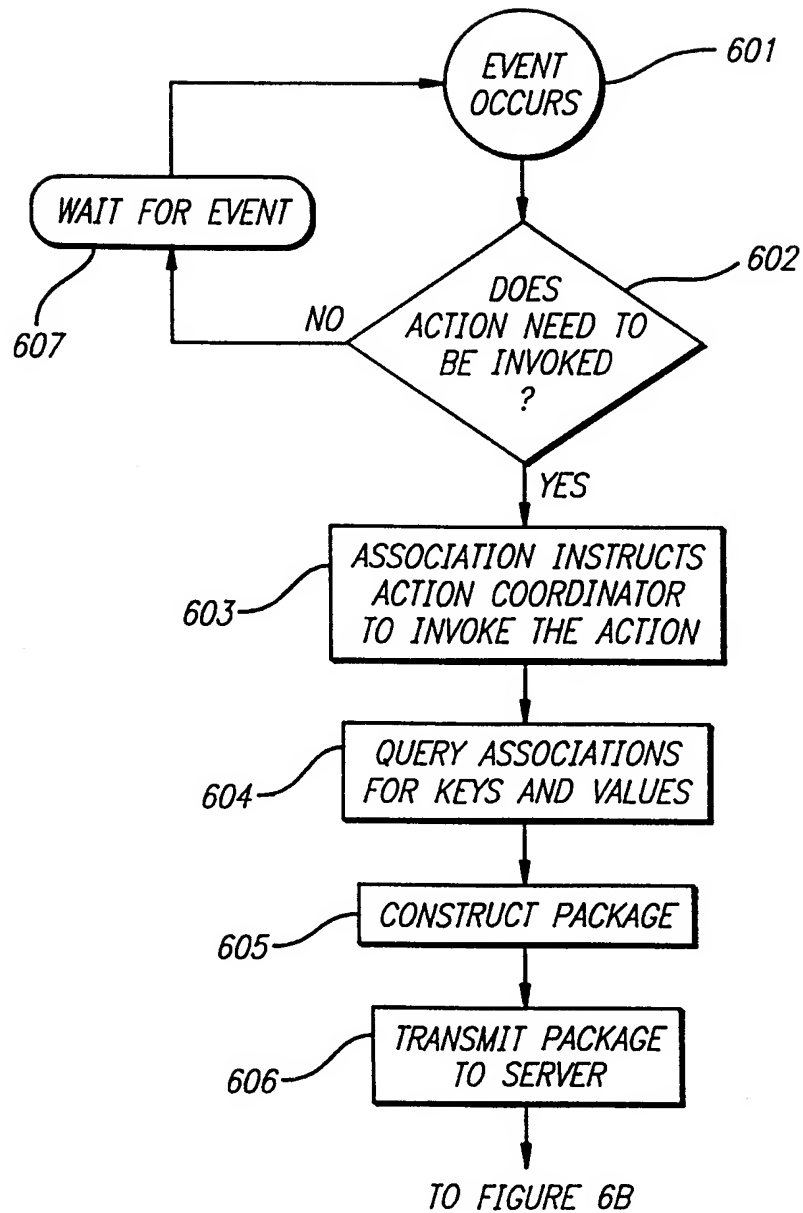 EVENT
OCCURS
601
WAIT FOR EVENT
607
DOES
ACTION NEED TO
BE INVOKED
?
602
NO
YES
ASSOCIATION INSTRUCTS
ACTION COORDINATOR
TO INVOKE THE ACTION
603
QUERY ASSOCIATIONS
FOR KEYS AND VALUES
604
CONSTRUCT PACKAGE
605
TRANSMIT PACKAGE
TO SERVER
606
TO FIGURE 6B